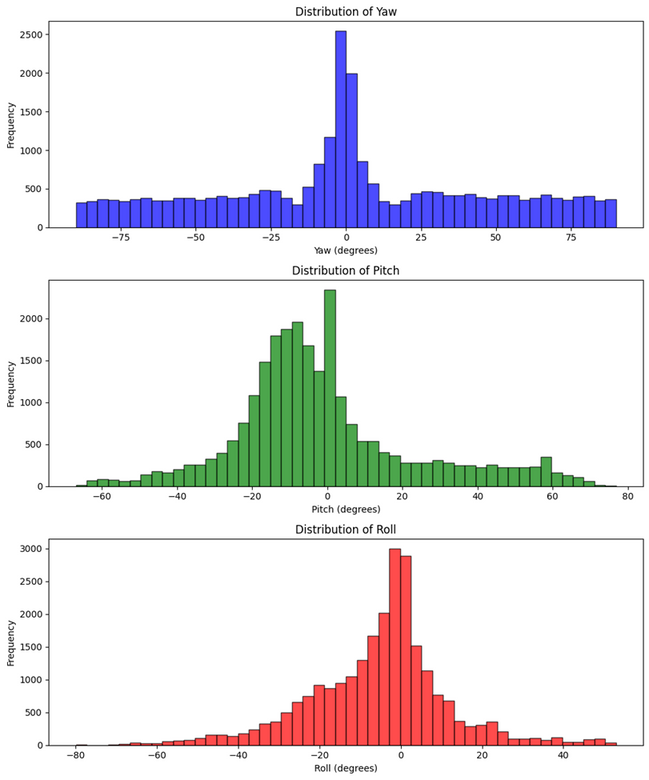 Distribution of Yaw
2500
2000
1500
1000
500
0
Frequency
−75 −50 −25 0 25 50 75
Yaw (degrees)
Distribution of Pitch
2000
1500
1000
500
0
Frequency
−60 −40 −20 0 20 40 60 80
Pitch (degrees)
Distribution of Roll
3000
2500
2000
1500
1000
500
0
Frequency
−80 −60 −40 −20 0 20 40
Roll (degrees)